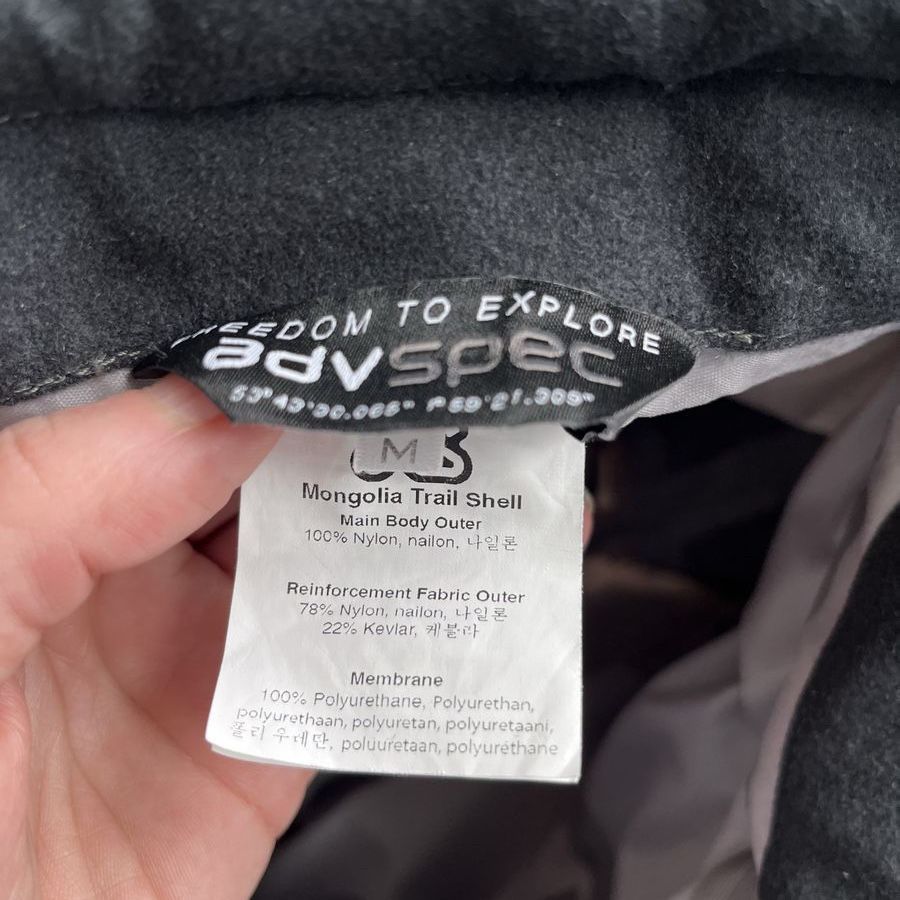 FREEDOM TO EXPLORE
advspec
53°43'30.066" 1°69'21.309"
M
Mongolia Trail Shell
Main Body Outer
100% Nylon, nailon, 나일론
Reinforcement Fabric Outer
78% Nylon, nailon, 나일론
22% Kevlar, 케블라
Membrane
100% Polyurethane, Polyurethan,
polyurethaan, polyuretan, polyuretaani,
폴리 우레탄, poluuretaan, polyuréthane